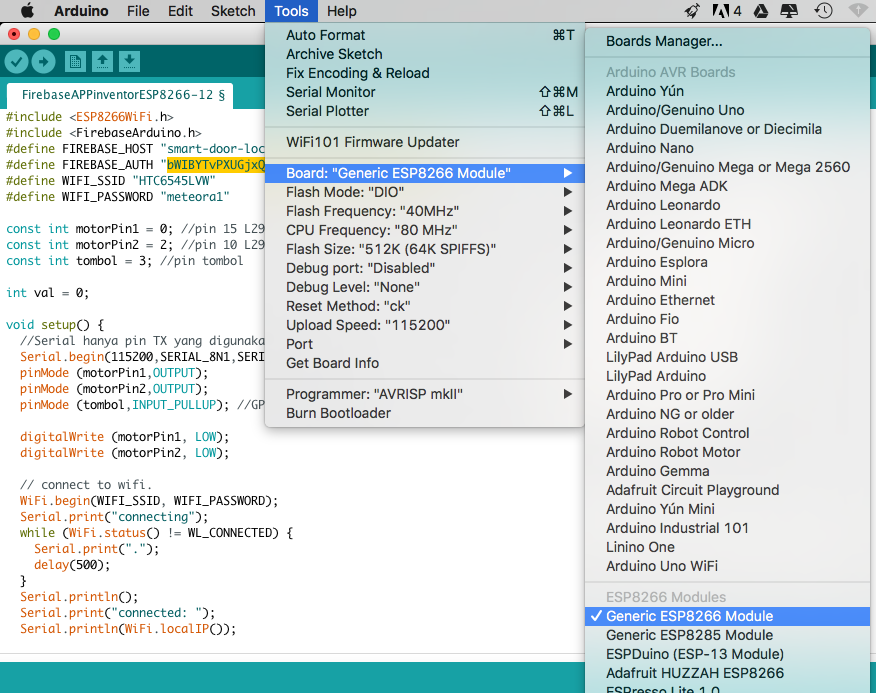 Arduino File Edit Sketch Tools Help 4
FirebaseAPPinventorESP8266-12 §
#include <ESP8266WiFi.h>
#include <FirebaseArduino.h>
#define FIREBASE_HOST "smart-door-loc
#define FIREBASE_AUTH "bWIBYTvPXUGjxQ
#define WIFI_SSID "HTC6545LVW"
#define WIFI_PASSWORD "meteora1"
const int motorPin1 = 0; //pin 15 L29
const int motorPin2 = 2; //pin 10 L29
const int tombol = 3; //pin tombol
int val = 0;
void setup() {
//Serial hanya pin TX yang digunaka
Serial.begin(115200,SERIAL_8N1,SERI
pinMode (motorPin1,OUTPUT);
pinMode (motorPin2,OUTPUT);
pinMode (tombol,INPUT_PULLUP); //GP
digitalWrite (motorPin1, LOW);
digitalWrite (motorPin2, LOW);
// connect to wifi.
WiFi.begin(WIFI_SSID, WIFI_PASSWORD);
Serial.print("connecting");
while (WiFi.status() != WL_CONNECTED) {
Serial.print(".");
delay(500);
}
Serial.println();
Serial.print("connected: ");
Serial.println(WiFi.localIP());
Auto Format ⌘T
Archive Sketch
Fix Encoding & Reload
Serial Monitor ⇧⌘M
Serial Plotter ⇧⌘L
WiFi101 Firmware Updater
Board: "Generic ESP8266 Module"
Flash Mode: "DIO"
Flash Frequency: "40MHz"
CPU Frequency: "80 MHz"
Flash Size: "512K (64K SPIFFS)"
Debug port: "Disabled"
Debug Level: "None"
Reset Method: "ck"
Upload Speed: "115200"
Port
Get Board Info
Programmer: "AVRISP mkII"
Burn Bootloader
Boards Manager...
Arduino AVR Boards
Arduino Yún
Arduino/Genuino Uno
Arduino Duemilanove or Diecimila
Arduino Nano
Arduino/Genuino Mega or Mega 2560
Arduino Mega ADK
Arduino Leonardo
Arduino Leonardo ETH
Arduino/Genuino Micro
Arduino Esplora
Arduino Mini
Arduino Ethernet
Arduino Fio
Arduino BT
LilyPad Arduino USB
LilyPad Arduino
Arduino Pro or Pro Mini
Arduino NG or older
Arduino Robot Control
Arduino Robot Motor
Arduino Gemma
Adafruit Circuit Playground
Arduino Yún Mini
Arduino Industrial 101
Linino One
Arduino Uno WiFi
ESP8266 Modules
✓ Generic ESP8266 Module
Generic ESP8285 Module
ESPDuino (ESP-13 Module)
Adafruit HUZZAH ESP8266
ESPresso Lite 1.0